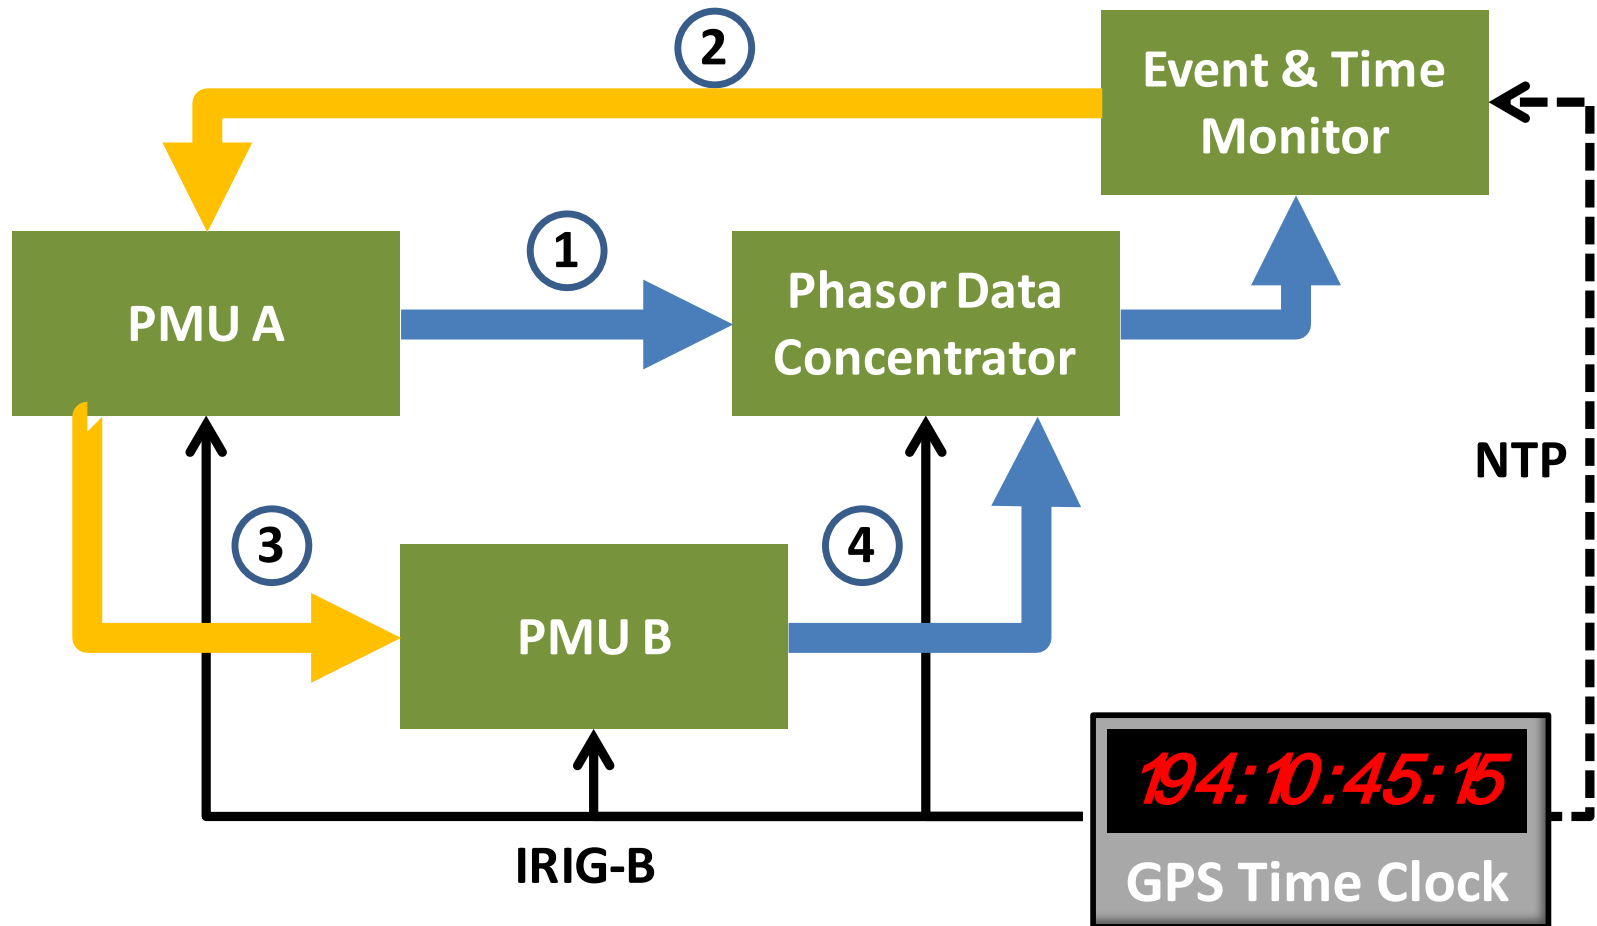 2
Event & Time
Monitor
1
PMU A
Phasor Data
Concentrator
NTP
3
4
PMU B
194:10:45:15
IRIG-B
GPS Time Clock